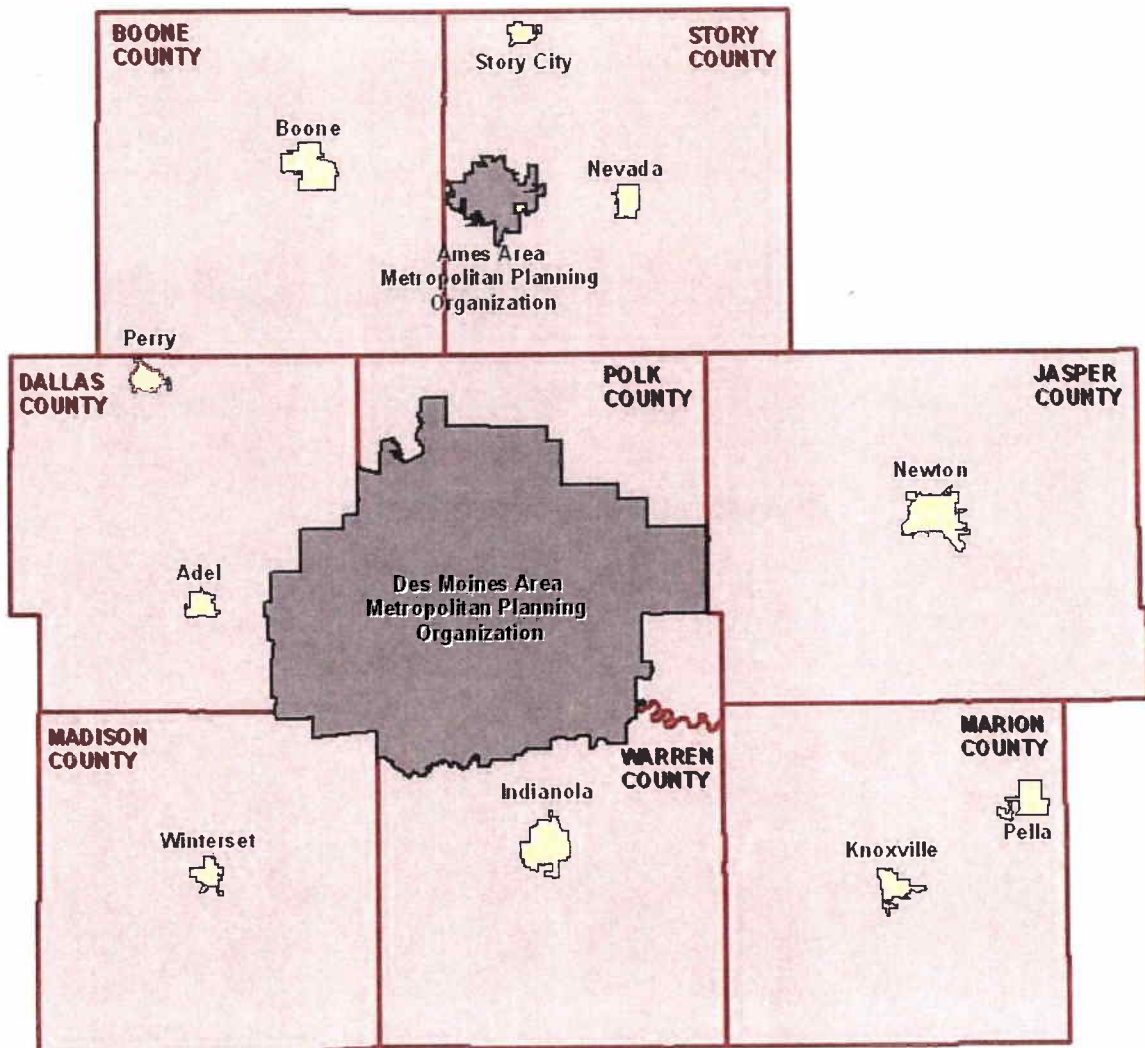 BOONE
COUNTY
STORY
COUNTY
Story City
Boone
Nevada
Ames Area
Metropolitan Planning
Organization
Perry
DALLAS
COUNTY
POLK
COUNTY
JASPER
COUNTY
Newton
Adel
Des Moines Area
Metropolitan Planning
Organization
MADISON
COUNTY
WARREN
COUNTY
MARION
COUNTY
Indianola
Winterset
Knoxville
Pella